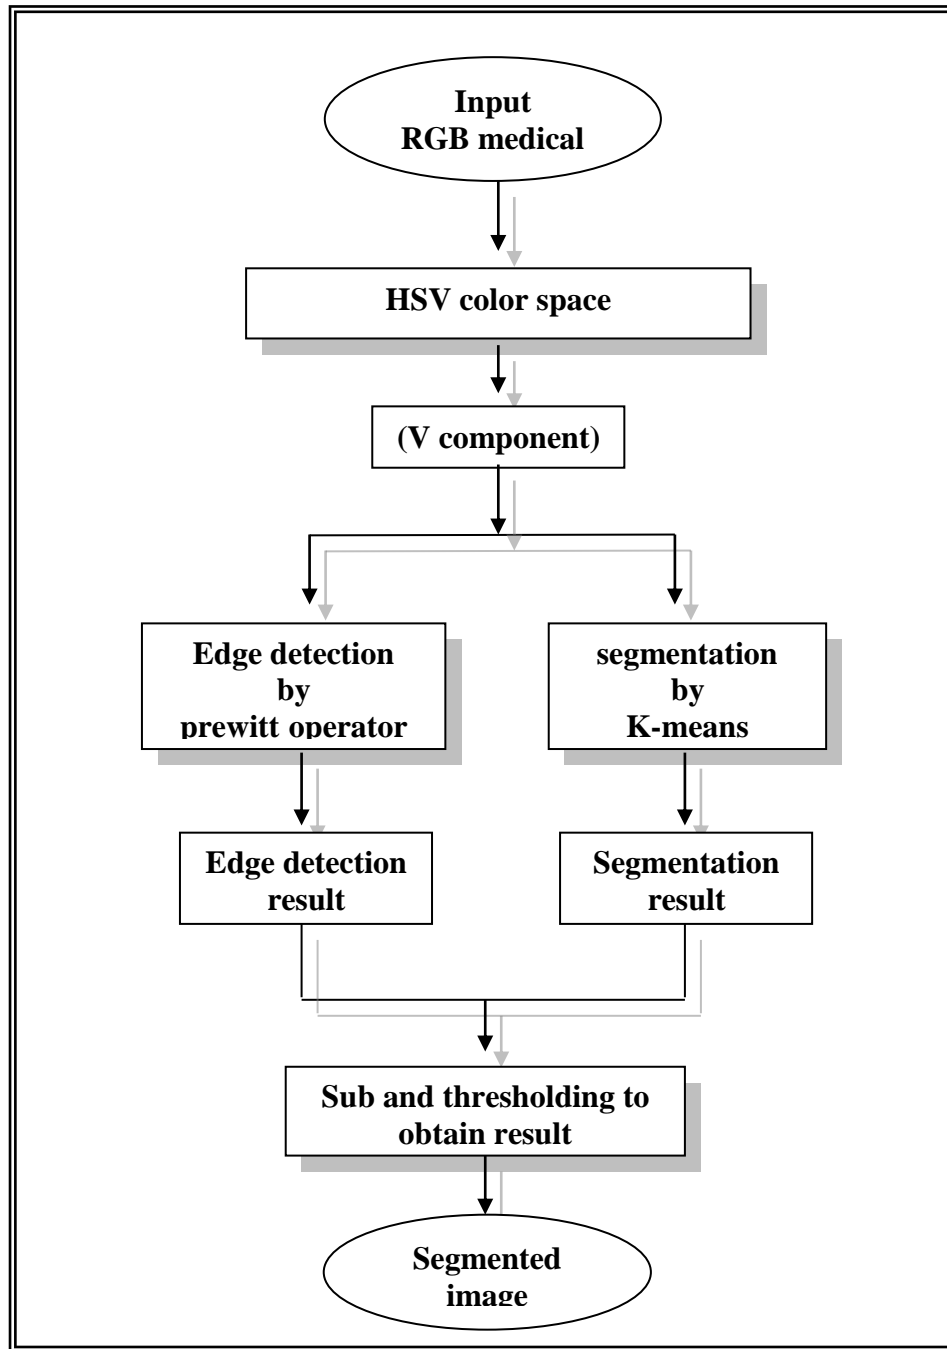 Input
RGB medical
HSV color space
(V component)
Edge detection
by
prewitt operator
segmentation
by
K-means
Edge detection
result
Segmentation
result
Sub and thresholding to
obtain result
Segmented
image